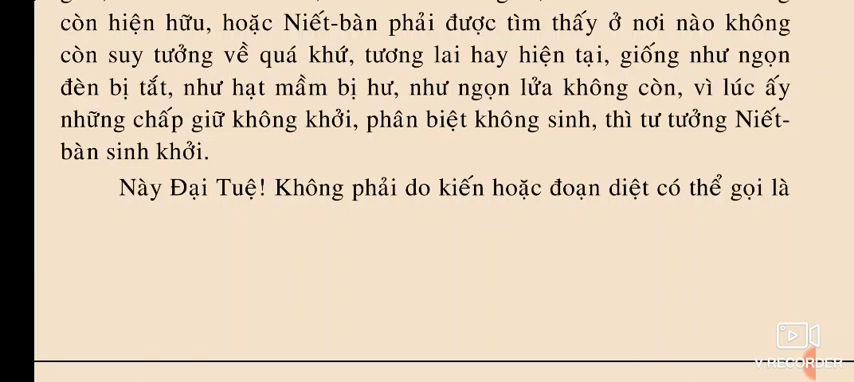 còn hiện hữu, hoặc Niết-bàn phải được tìm thấy ở nơi nào không
còn suy tưởng về quá khứ, tương lai hay hiện tại, giống như ngọn
đèn bị tắt, như hạt mầm bị hư, như ngọn lửa không còn, vì lúc ấy
những chấp giữ không khởi, phân biệt không sinh, thì tư tưởng Niết-
bàn sinh khởi.
Này Đại Tuệ! Không phải do kiến hoặc đoạn diệt có thể gọi là
V RECORDER